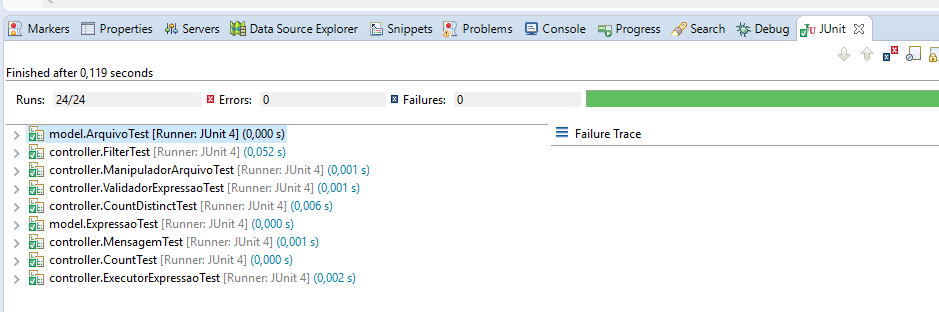 Markers Properties Servers Data Source Explorer Snippets Problems Console Progress Search Debug JUnit
Finished after 0,119 seconds
Runs: 24/24 Errors: 0 Failures: 0
model.ArquivoTest [Runner: JUnit 4] (0,000 s)
Failure Trace
controller.FilterTest [Runner: JUnit 4] (0,052 s)
controller.ManipuladorArquivoTest [Runner: JUnit 4] (0,001 s)
controller.ValidadorExpressaoTest [Runner: JUnit 4] (0,001 s)
controller.CountDistinctTest [Runner: JUnit 4] (0,006 s)
model.ExpressaoTest [Runner: JUnit 4] (0,000 s)
controller.MensagemTest [Runner: JUnit 4] (0,001 s)
controller.CountTest [Runner: JUnit 4] (0,000 s)
controller.ExecutorExpressaoTest [Runner: JUnit 4] (0,002 s)